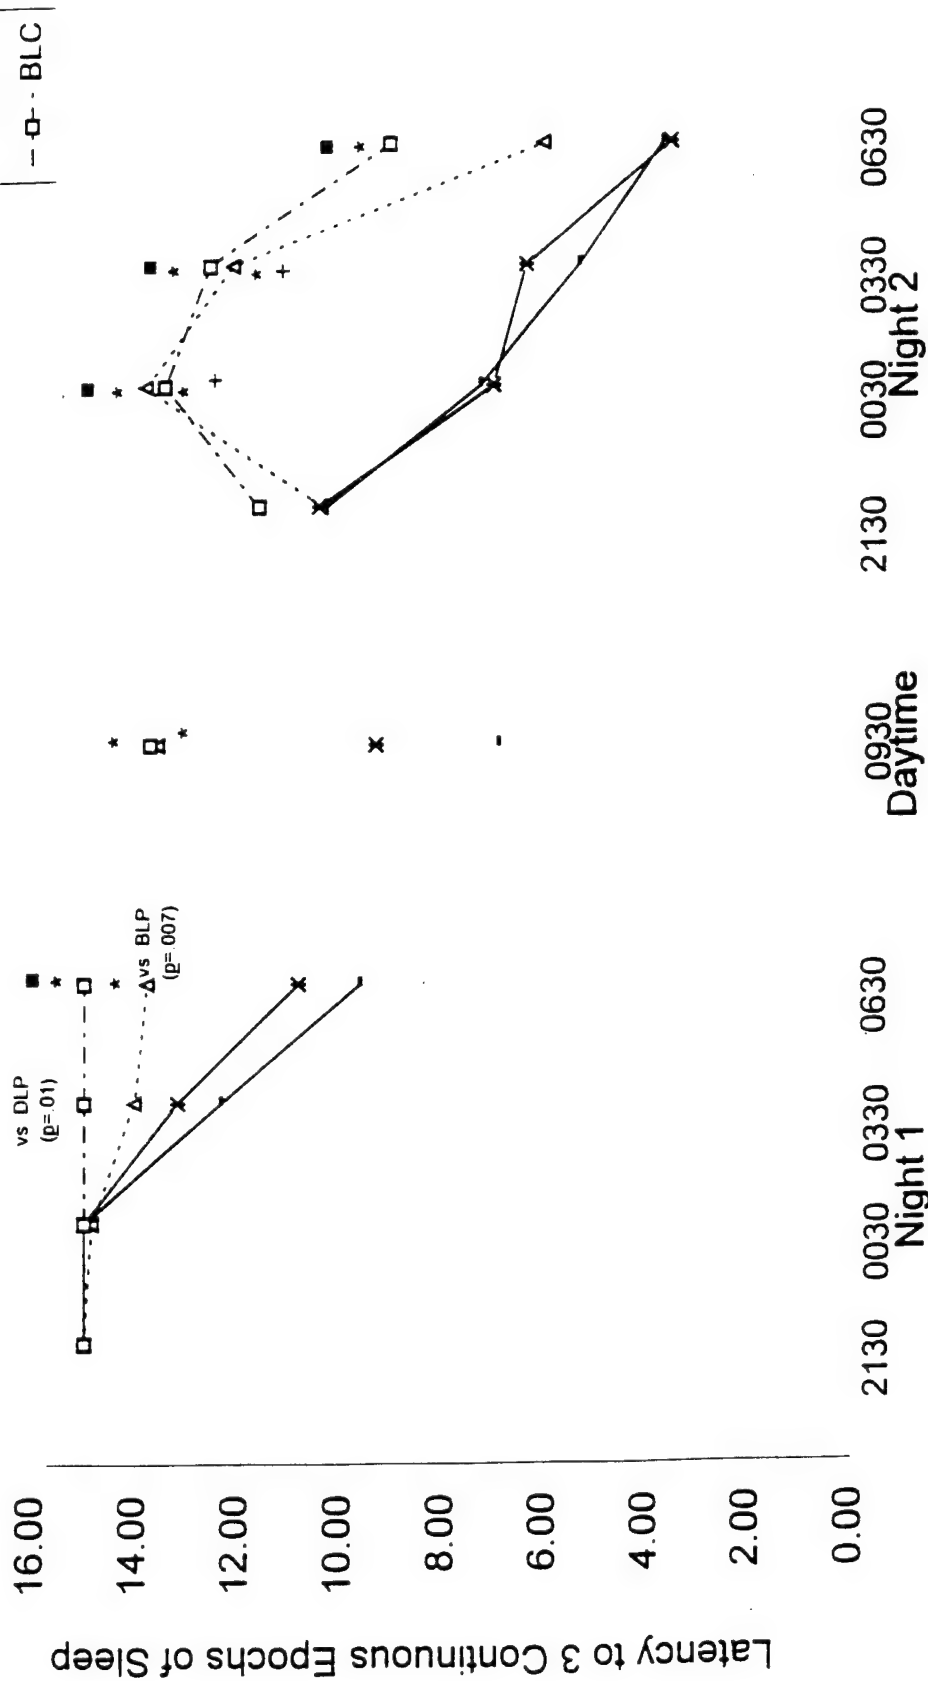 BLC
vs DLP
(p=.01)
vs BLP
(p=.007)
16.00
14.00
12.00
10.00
8.00
6.00
4.00
2.00
0.00
Latency to 3 Continuous Epochs of Sleep
2130 0030 0330 0630 0930 2130 0030 0330 0630
Night 1 Daytime Night 2